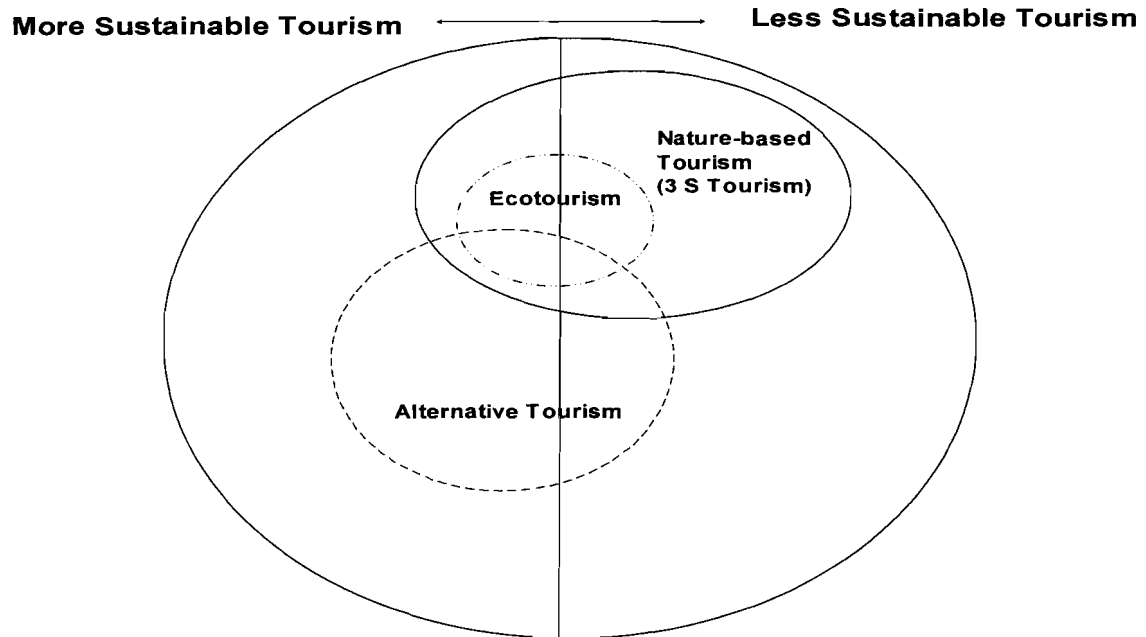 More Sustainable Tourism
Less Sustainable Tourism
Nature-based
Tourism
(3 S Tourism)
Ecotourism
Alternative Tourism